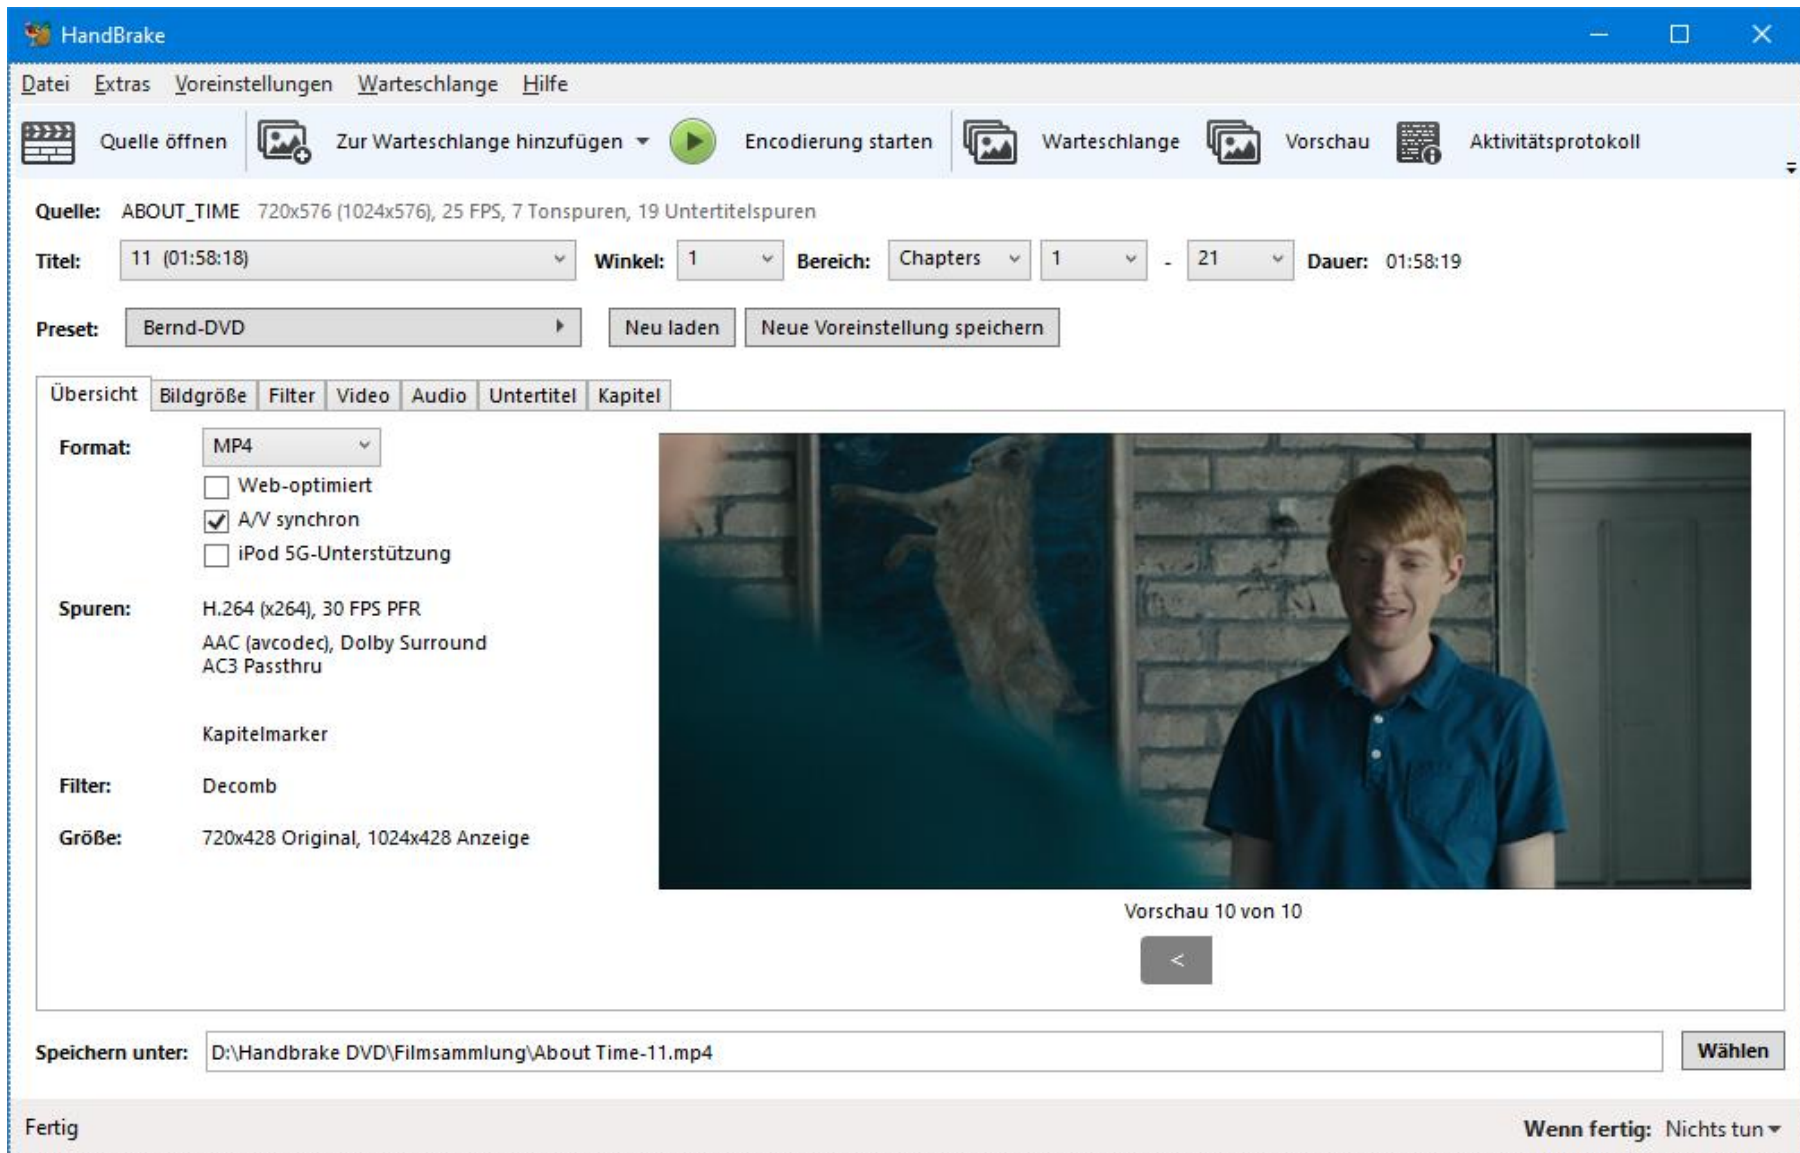 HandBrake
Datei Extras Voreinstellungen Warteschlange Hilfe
Quelle öffnen Zur Warteschlange hinzufügen Encodierung starten Warteschlange Vorschau Aktivitätsprotokoll
Quelle: ABOUT_TIME 720x576 (1024x576), 25 FPS, 7 Tonspuren, 19 Untertitelspuren
Titel: 11 (01:58:18) Winkel: 1 Bereich: Chapters 1 - 21 Dauer: 01:58:19
Preset: Bernd-DVD Neu laden Neue Voreinstellung speichern
Übersicht Bildgröße Filter Video Audio Untertitel Kapitel
Format: MP4
Web-optimiert
A/V synchron
iPod 5G-Unterstützung
Spuren: H.264 (x264), 30 FPS PFR
AAC (avcodec), Dolby Surround
AC3 Passthru
Kapitelmarker
Filter: Decomb
Größe: 720x428 Original, 1024x428 Anzeige
Vorschau 10 von 10
<
Speichern unter: D:\Handbrake DVD\Filmsammlung\About Time-11.mp4 Wählen
Fertig Wenn fertig: Nichts tun